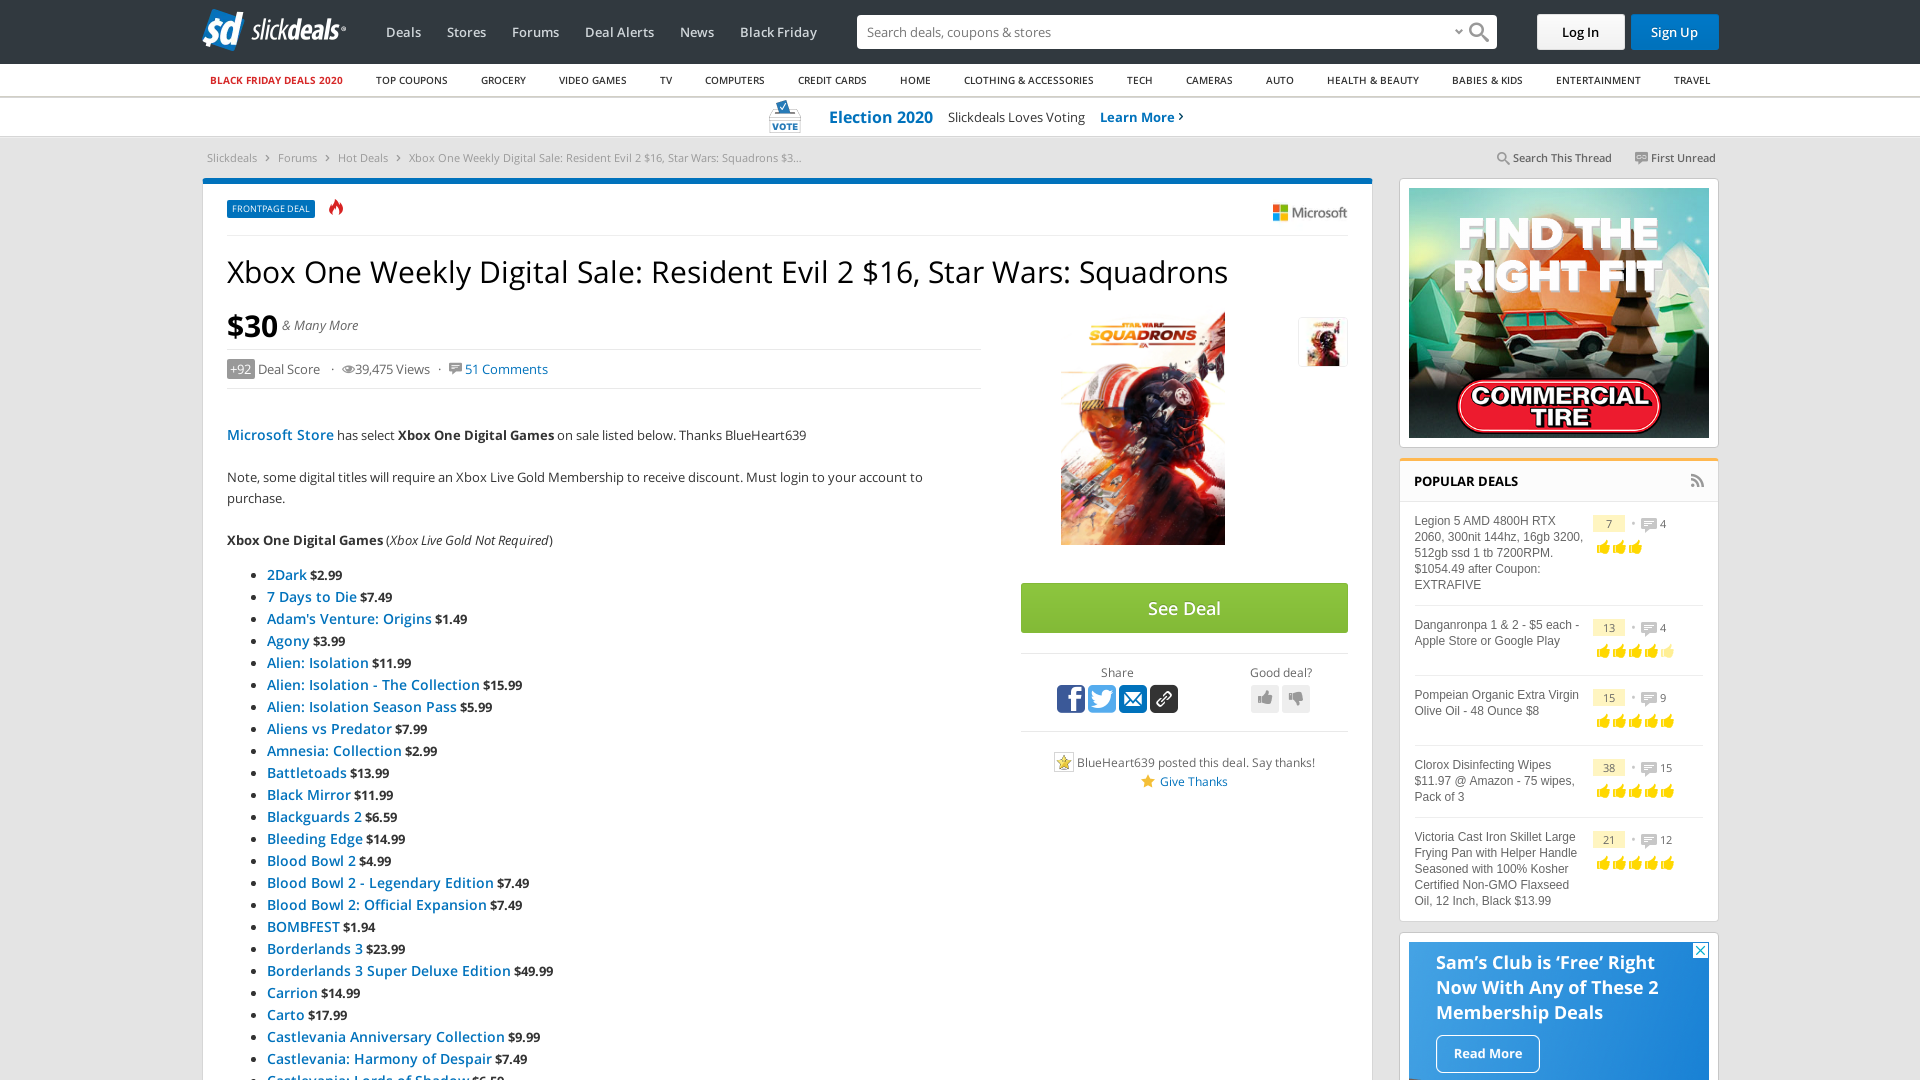 slickdeals
Deals
Stores
Forums
Deal Alerts
News
Black Friday
Search deals, coupons & stores
Log In
Sign Up
BLACK FRIDAY DEALS 2020
TOP COUPONS
GROCERY
VIDEO GAMES
TV
COMPUTERS
CREDIT CARDS
HOME
CLOTHING & ACCESSORIES
TECH
CAMERAS
AUTO
HEALTH & BEAUTY
BABIES & KIDS
ENTERTAINMENT
TRAVEL
VOTE
Election 2020 Slickdeals Loves Voting Learn More
Slickdeals > Forums > Hot Deals > Xbox One Weekly Digital Sale: Resident Evil 2 $16, Star Wars: Squadrons $3...
Search This Thread
First Unread
FRONTPAGE DEAL
Microsoft
Xbox One Weekly Digital Sale: Resident Evil 2 $16, Star Wars: Squadrons
$30 & Many More
+92 Deal Score · 39,475 Views · 51 Comments
Microsoft Store has select Xbox One Digital Games on sale listed below. Thanks BlueHeart639
Note, some digital titles will require an Xbox Live Gold Membership to receive discount. Must login to your account to
purchase.
Xbox One Digital Games (Xbox Live Gold Not Required)
2Dark $2.99
7 Days to Die $7.49
Adam's Venture: Origins $1.49
Agony $3.99
Alien: Isolation $11.99
Alien: Isolation - The Collection $15.99
Alien: Isolation Season Pass $5.99
Aliens vs Predator $7.99
Amnesia: Collection $2.99
Battletoads $13.99
Black Mirror $11.99
Blackguards 2 $6.59
Bleeding Edge $14.99
Blood Bowl 2 $4.99
Blood Bowl 2 - Legendary Edition $7.49
Blood Bowl 2: Official Expansion $7.49
BOMBFEST $1.94
Borderlands 3 $23.99
Borderlands 3 Super Deluxe Edition $49.99
Carrion $14.99
Carto $17.99
Castlevania Anniversary Collection $9.99
Castlevania: Harmony of Despair $7.49
Castlevania: Lords of Shadow $6.59
STAR WARS
SQUADRONS
EA
See Deal
Share
Good deal?
BlueHeart639 posted this deal. Say thanks!
Give Thanks
FIND THE
RIGHT FIT
COMMERCIAL
TIRE
POPULAR DEALS
Legion 5 AMD 4800H RTX
2060, 300nit 144hz, 16gb 3200,
512gb ssd 1 tb 7200RPM.
$1054.49 after Coupon:
EXTRAFIVE
7 • 4
Danganronpa 1 & 2 - $5 each -
Apple Store or Google Play
13 • 4
Pompeian Organic Extra Virgin
Olive Oil - 48 Ounce $8
15 • 9
Clorox Disinfecting Wipes
$11.97 @ Amazon - 75 wipes,
Pack of 3
38 • 15
Victoria Cast Iron Skillet Large
Frying Pan with Helper Handle
Seasoned with 100% Kosher
Certified Non-GMO Flaxseed
Oil, 12 Inch, Black $13.99
21 • 12
Sam's Club is ‘Free’ Right
Now With Any of These 2
Membership Deals
Read More